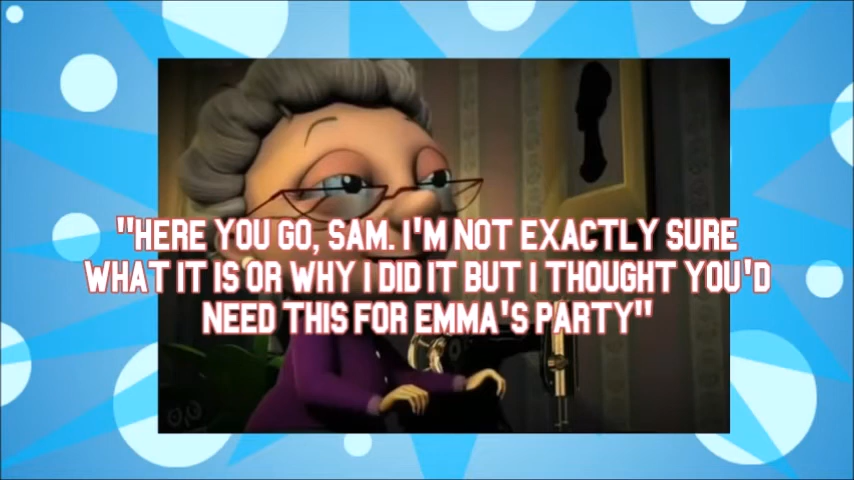 "HERE YOU GO, SAM. I'M NOT EXACTLY SURE
WHAT IT IS OR WHY I DID IT BUT I THOUGHT YOU'D
NEED THIS FOR EMMA'S PARTY"